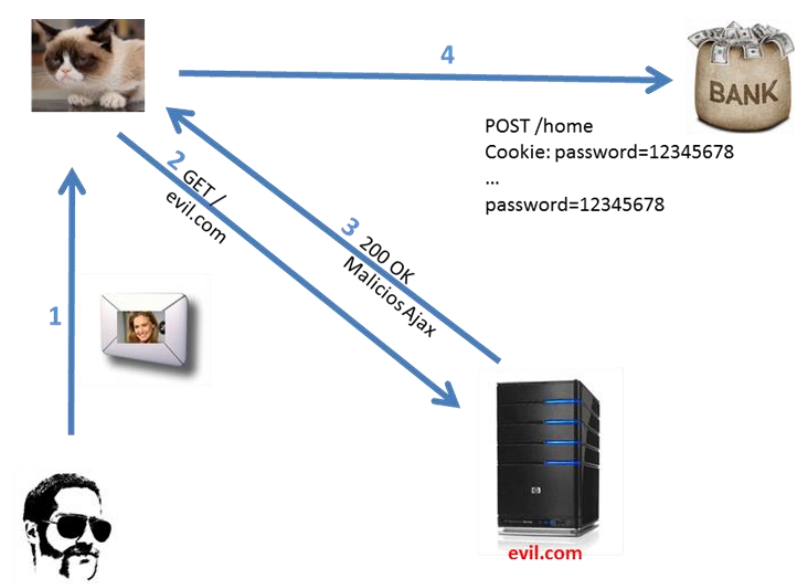 4
BANK
POST /home
Cookie: password=12345678
...
password=12345678
2 GET /
evil.com
3 200 OK
Malicios Ajax
1
hp
evil.com